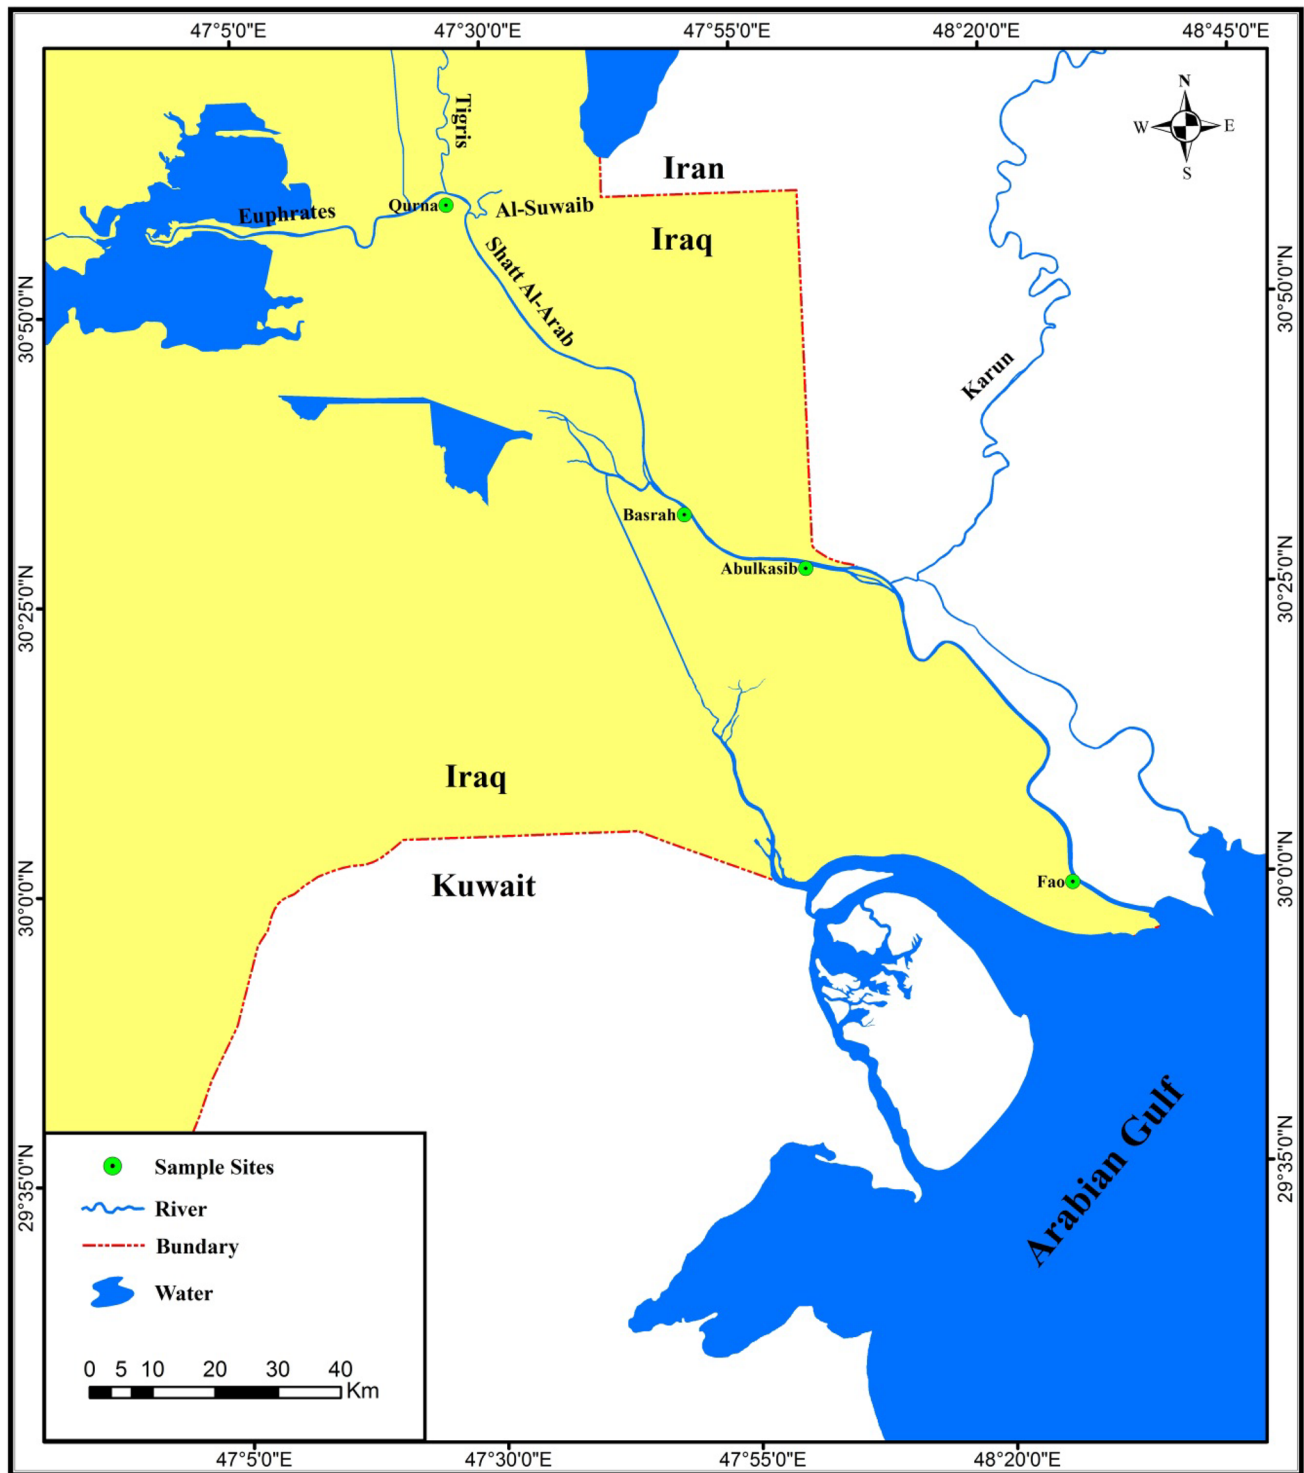 47°5'0"E
47°30'0"E
47°55'0"E
48°20'0"E
48°45'0"E
N
W
E
S
Tigris
Iran
Qurna
Al-Suwaib
Euphrates
Iraq
Shatt Al-Arab
30°50'0"N
30°50'0"N
Karun
Basrah
Abulkasib
30°25'0"N
30°25'0"N
Iraq
Kuwait
Fao
30°0'0"N
30°0'0"N
Arabian Gulf
29°35'0"N
29°35'0"N
Sample Sites
River
Bundary
Water
0 5 10 20 30 40
Km
47°5'0"E
47°30'0"E
47°55'0"E
48°20'0"E